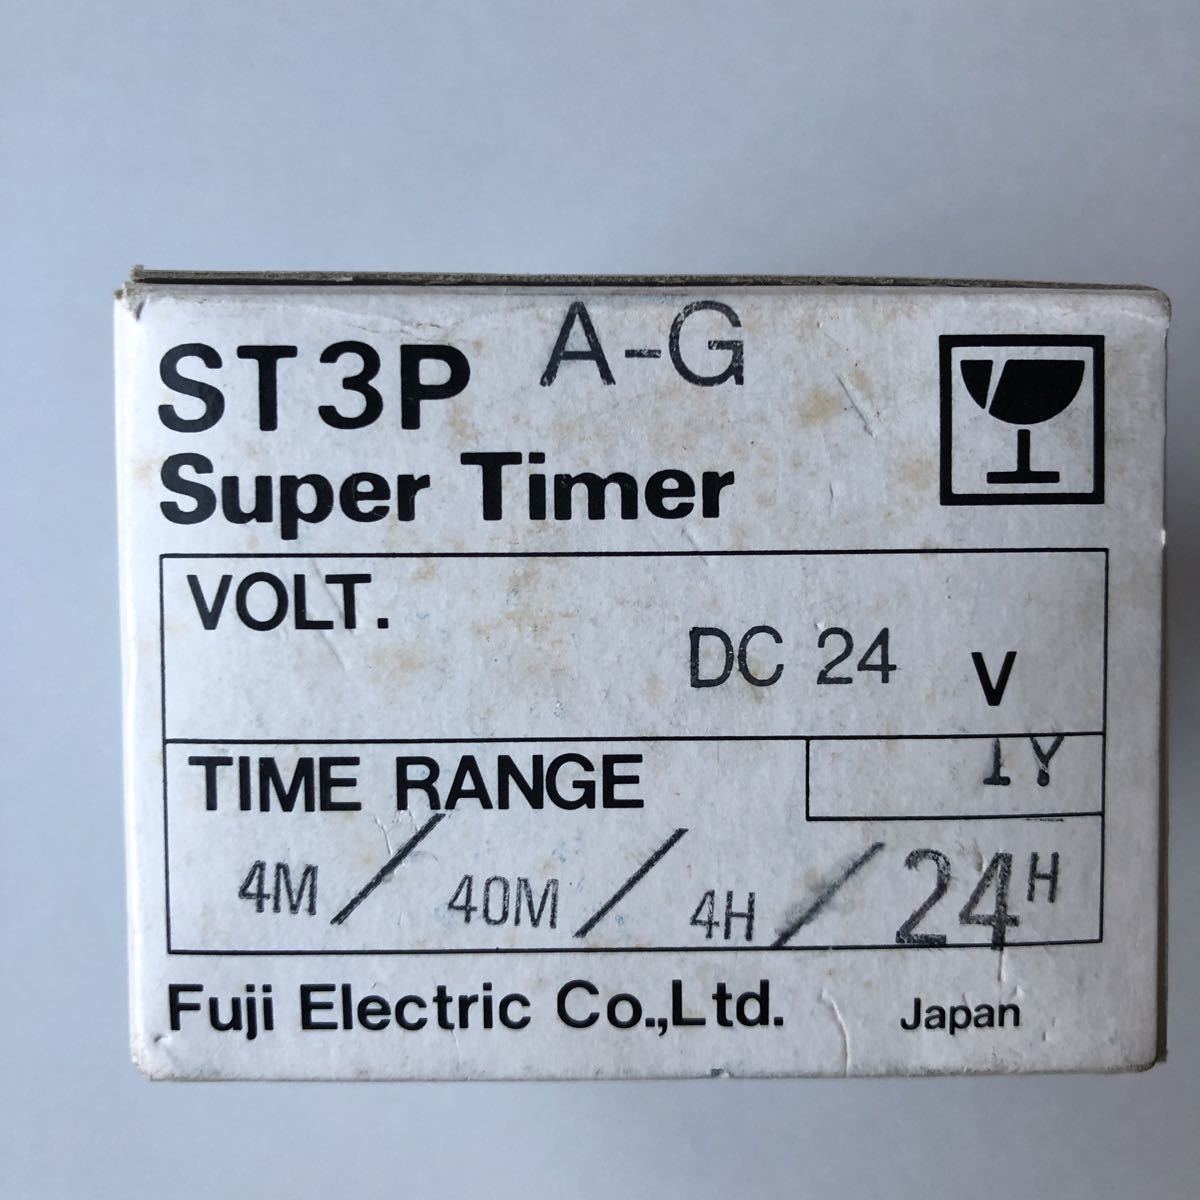 ST3P A-G
Super Timer
VOLT.
DC 24 V
TIME RANGE 1Y
4M/40M/4H/24H
Fuji Electric Co.,Ltd. Japan